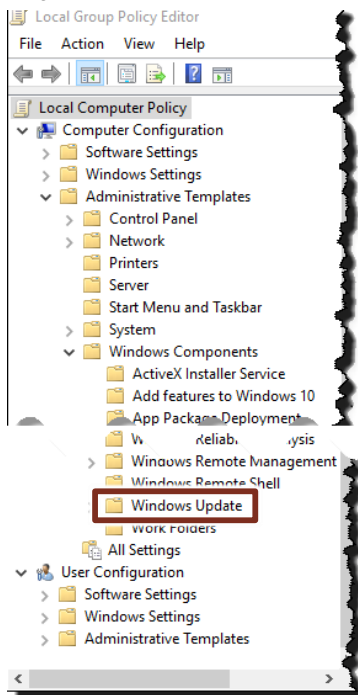 Local Group Policy Editor
File Action View Help
Local Computer Policy
Computer Configuration
Software Settings
Windows Settings
Administrative Templates
Control Panel
Network
Printers
Server
Start Menu and Taskbar
System
Windows Components
ActiveX Installer Service
Add features to Windows 10
App Package Deployment
Windows Remote Management
Windows Remote Shell
Windows Update
Work Folders
All Settings
User Configuration
Software Settings
Windows Settings
Administrative Templates